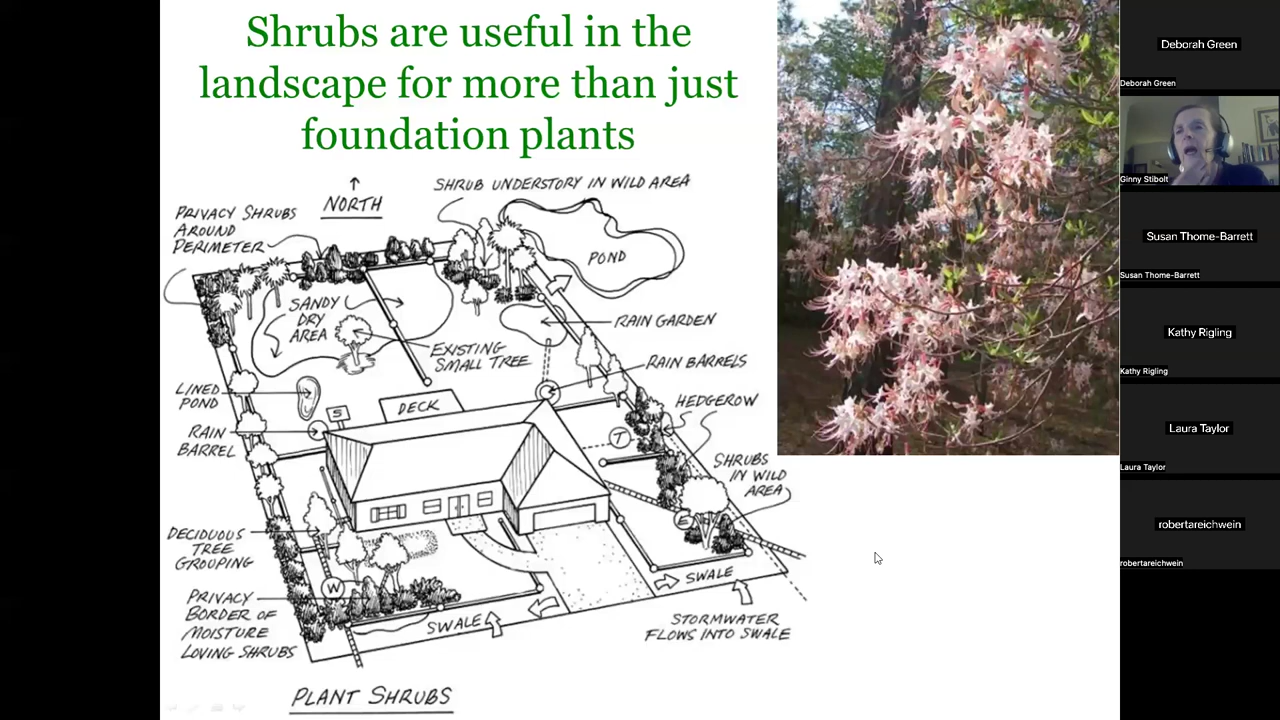 Shrubs are useful in the
landscape for more than just
foundation plants
↑
NORTH
SHRUB UNDERSTORY IN WILD AREA
PRIVACY SHRUBS
AROUND
PERIMETER
POND
SANDY
DRY
AREA
RAIN GARDEN
EXISTING
SMALL TREE
RAIN BARRELS
LINED
POND
S
DECK
HEDGEROW
RAIN
BARREL
T
SHRUBS
IN WILD
AREA
E
DECIDUOUS
TREE
GROUPING
W
SWALE
PRIVACY
BORDER OF
MOISTURE
LOVING SHRUBS
SWALE
STORMWATER
FLOWS INTO SWALE
PLANT SHRUBS
Deborah Green
Deborah Green
Ginny Stibolt
Susan Thome-Barrett
Susan Thome-Barrett
Kathy Rigling
Kathy Rigling
Laura Taylor
Laura Taylor
robertareichwein
robertareichwein